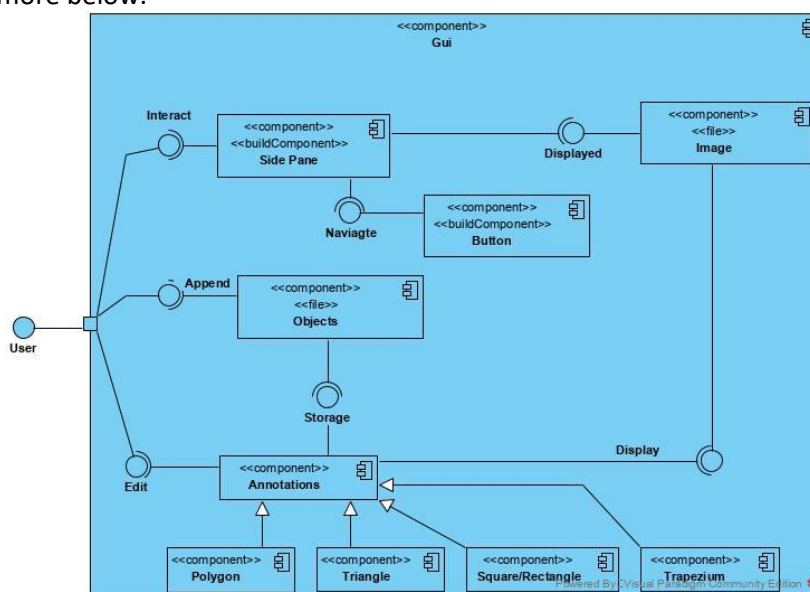 more below.
<<component>>
Gui
Interact
<<component>>
<<buildComponent>>
Side Pane
Displayed
<<component>>
<<file>>
Image
Naviagte
<<component>>
<<buildComponent>>
Button
Append
<<component>>
<<file>>
Objects
User
Storage
Edit
<<component>>
Annotations
Display
<<component>>
Polygon
<<component>>
Triangle
<<component>>
Square/Rectangle
<<component>>
Trapezium
Powered By Visual Paradigm Community Edition